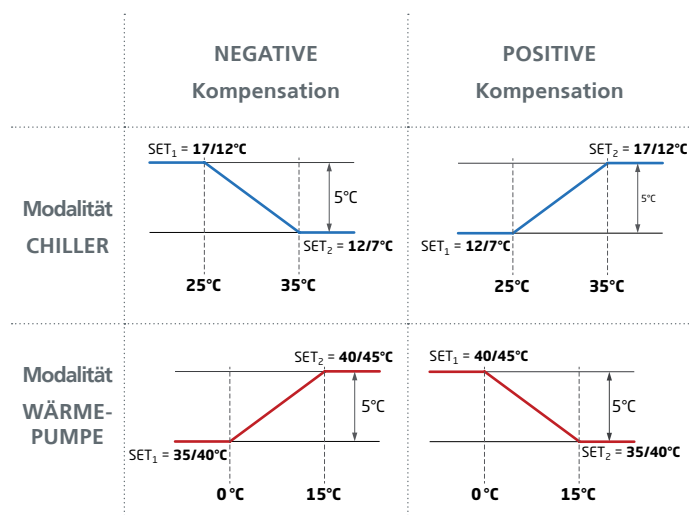 NEGATIVE
Kompensation
POSITIVE
Kompensation
Modalität
CHILLER
SET₁ = 17/12°C
5°C
SET₂ = 12/7°C
25°C 35°C
SET₂ = 17/12°C
5°C
SET₁ = 12/7°C
25°C 35°C
Modalität
WÄRME-
PUMPE
SET₂ = 40/45°C
5°C
SET₁ = 35/40°C
0°C 15°C
SET₁ = 40/45°C
5°C
SET₂ = 35/40°C
0°C 15°C